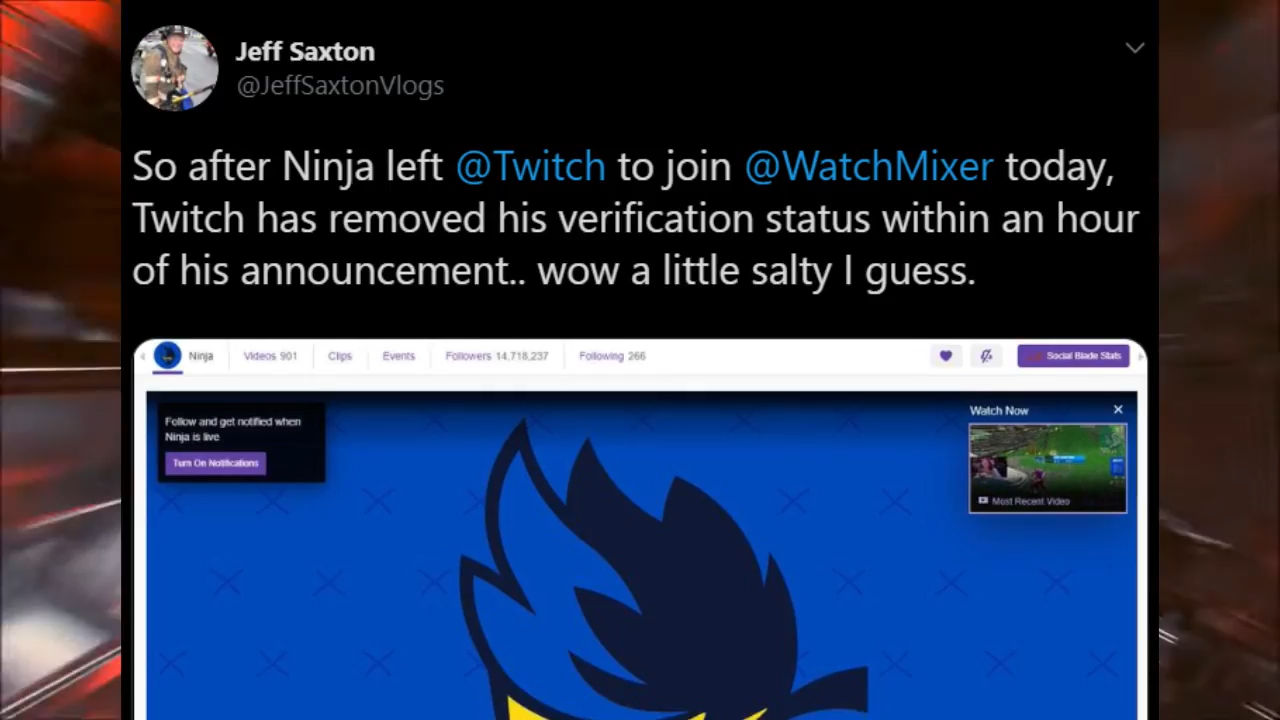 Jeff Saxton
@JeffSaxtonVlogs
So after Ninja left @Twitch to join @WatchMixer today,
Twitch has removed his verification status within an hour
of his announcement.. wow a little salty I guess.
Ninja Videos 901 Clips Events Followers 14,718,237 Following 266 Social Blade Stats
Follow and get notified when
Ninja is live
Turn On Notifications
Watch Now
Most Recent Video